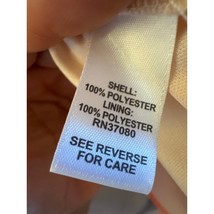 SHELL:
100% POLYESTER
LINING:
100% POLYESTER
RN37080
SEE REVERSE
FOR CARE